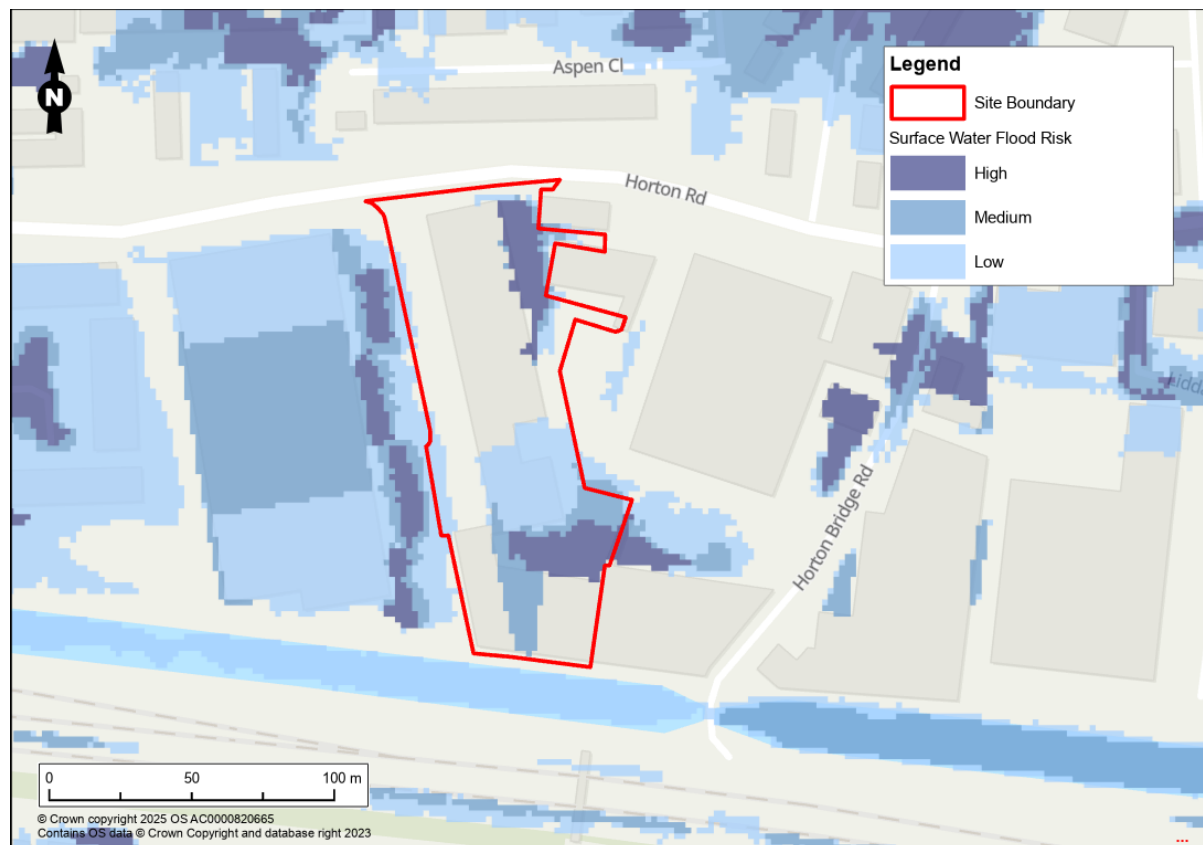 N
Aspen Cl
Horton Rd
Horton Bridge Rd
Legend
Site Boundary
Surface Water Flood Risk
High
Medium
Low
0 50 100 m
© Crown copyright 2025 OS AC0000820665
Contains OS data © Crown Copyright and database right 2023